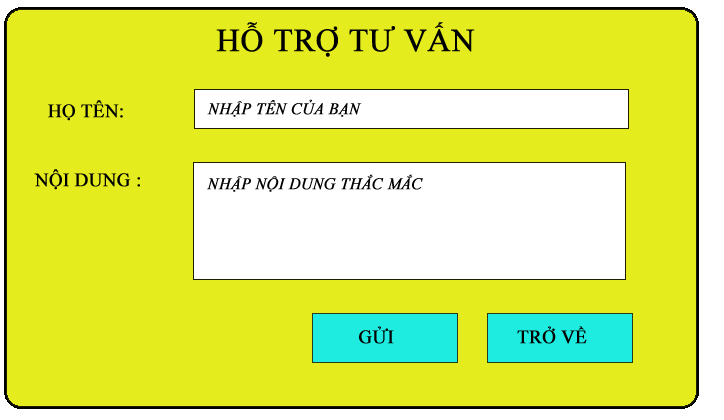 HỖ TRỢ TƯ VẤN
HỌ TÊN:
NHẬP TÊN CỦA BẠN
NỘI DUNG :
NHẬP NỘI DUNG THẮC MẮC
GỬI
TRỞ VÊ